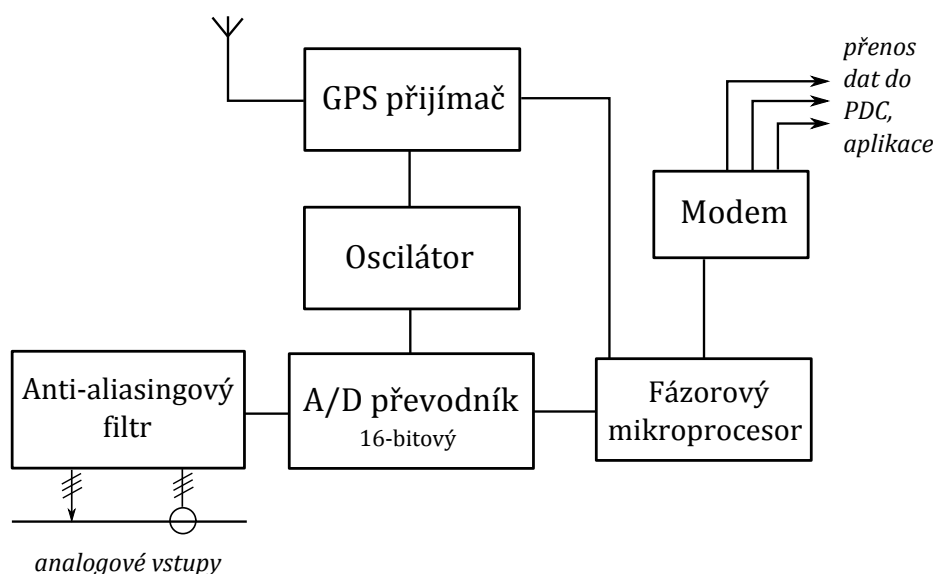 GPS přijímač
přenos
dat do
PDC,
aplikace
Modem
Oscilátor
Anti-aliasingový
filtr
A/D převodník
16-bitový
Fázorový
mikroprocesor
analogové vstupy